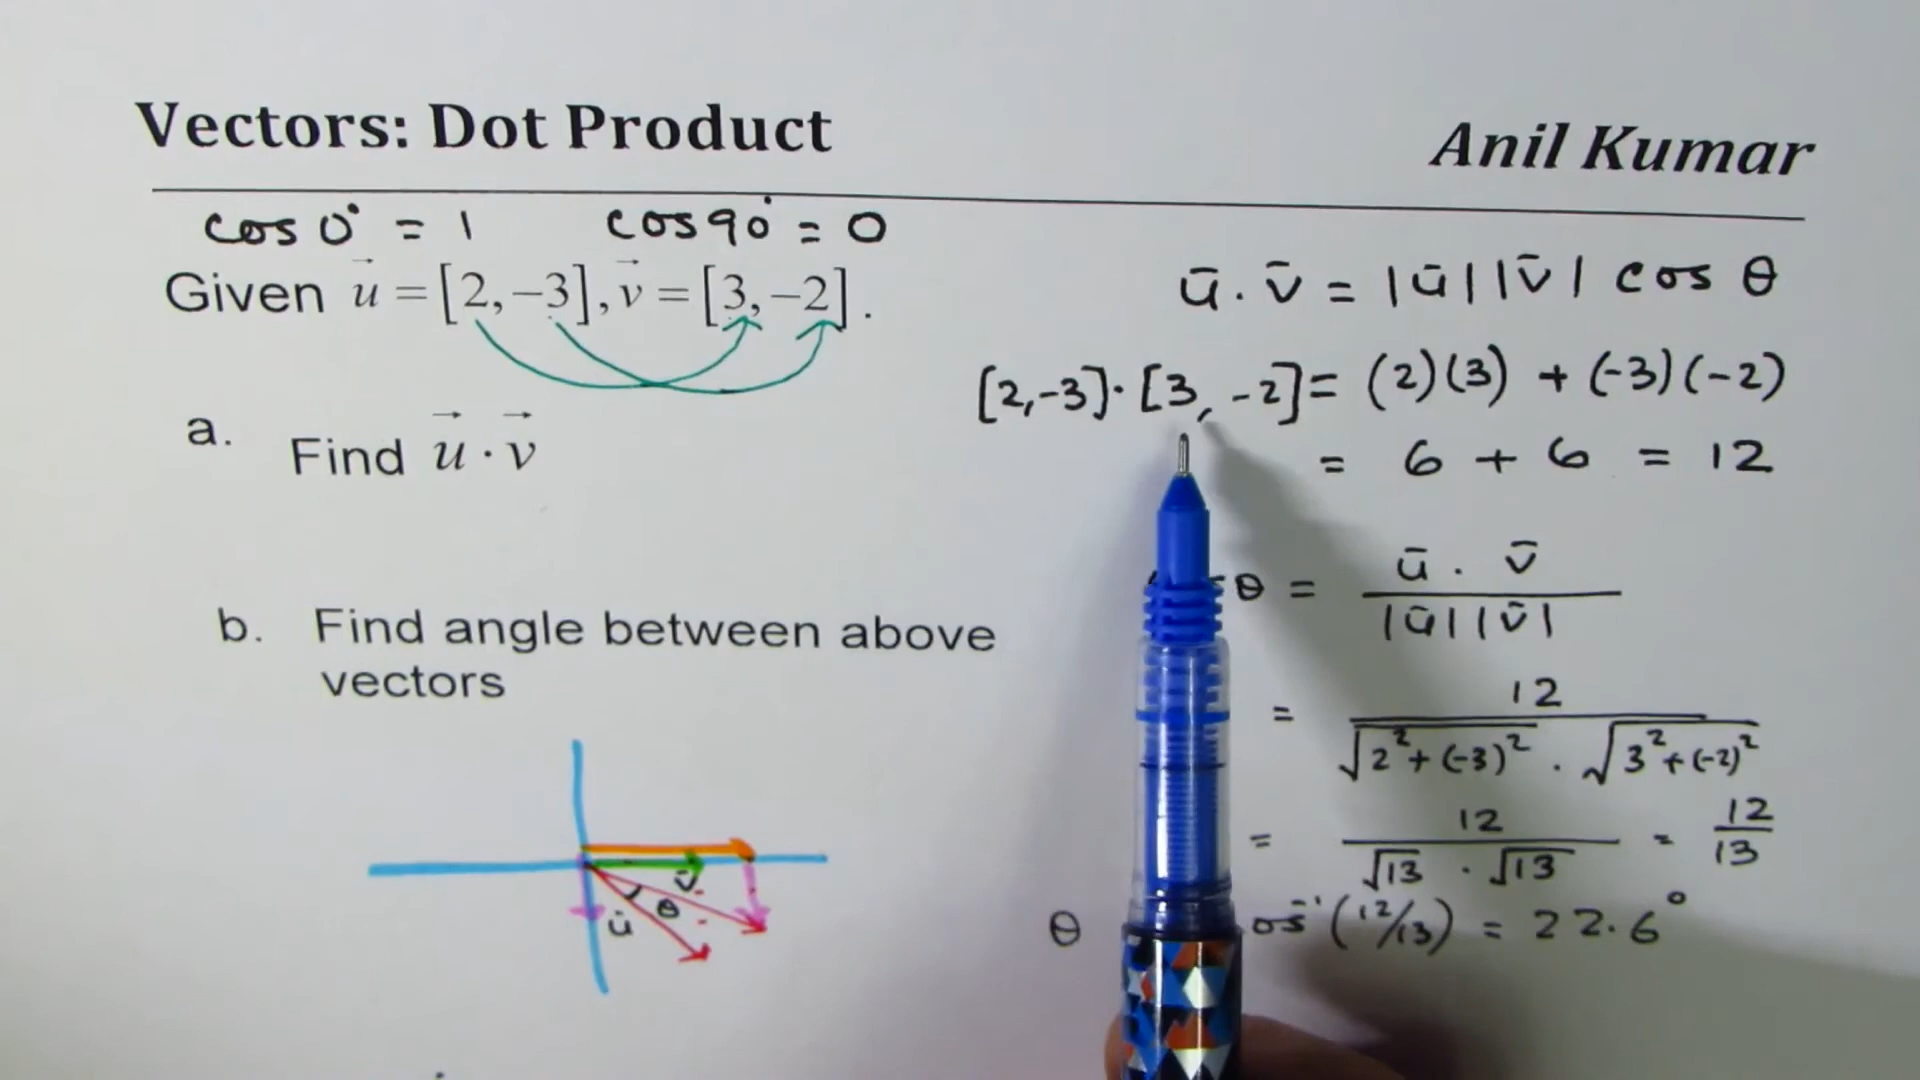 Vectors: Dot Product
Anil Kumar
cos 0° = 1 cos 90° = 0
Given u⃗ = [2, −3], v⃗ = [3, −2].
ū . v̄ = |ū| |v̄| cos θ
[2, -3] · [3, -2] = (2)(3) + (-3)(-2)
= 6 + 6 = 12
a. Find u⃗ · v⃗
θ = ū . v̄ / |ū| |v̄|
b. Find angle between above
vectors
= 12 / √(2² + (-3)²) . √(3² + (-2)²)
= 12 / √13 . √13 = 12/13
θ os⁻¹ (12/13) = 22.6°
v̄
θ
ū